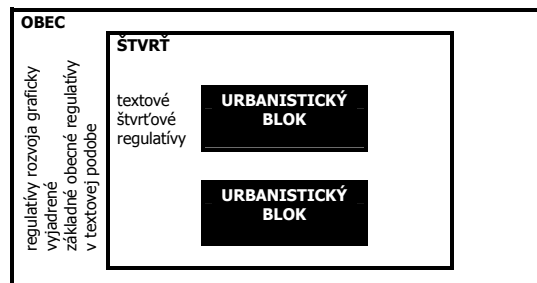 OBEC
ŠTVRŤ
regulatívy rozvoja graficky
vyjadrené
základné obecné regulatívy
v textovej podobe
textové
štvrťové
regulatívy
URBANISTICKÝ
BLOK
URBANISTICKÝ
BLOK